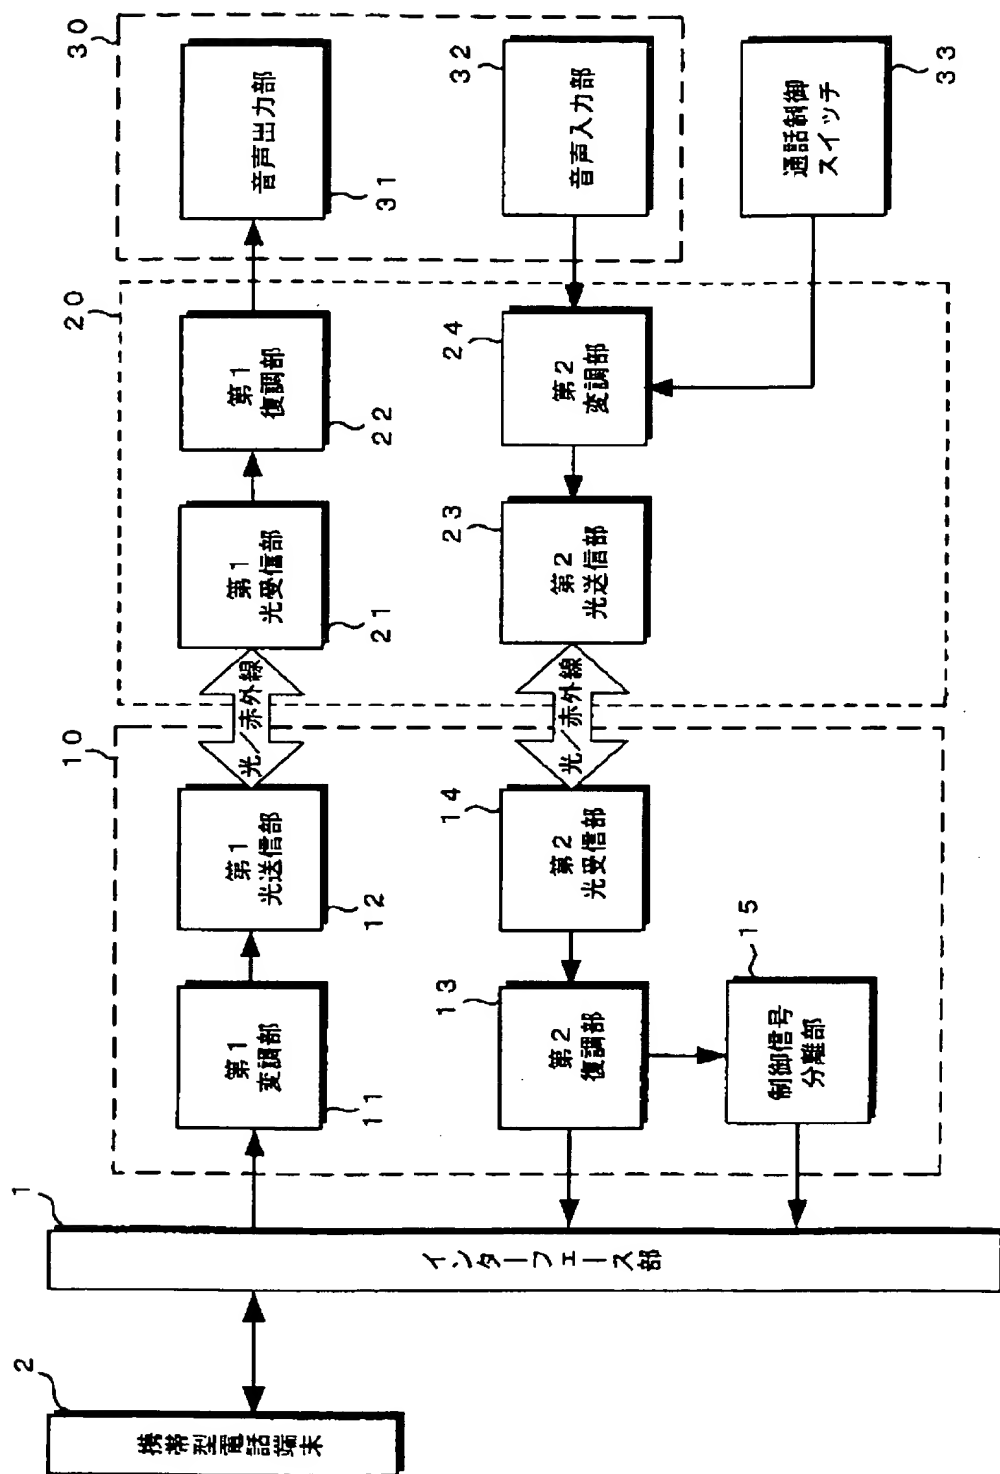 2
携帯型電話端末
1
インターフェース部
10
第1
変調部
11
第1
光送信部
12
光/赤外線
20
第1
光受信部
21
第1
復調部
22
30
音声出力部
31
第2
復調部
13
第2
光受信部
14
光/赤外線
第2
光送信部
23
第2
変調部
24
音声入力部
32
制御信号
分離部
15
通話制御
スイッチ
33